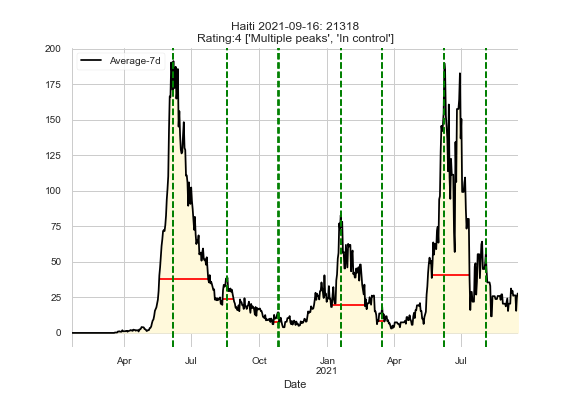 Haiti 2021-09-16: 21318
Rating:4 ['Multiple peaks', 'In control']
Average-7d
200
175
150
125
100
75
50
25
0
Apr Jul Oct Jan Apr Jul
2021
Date